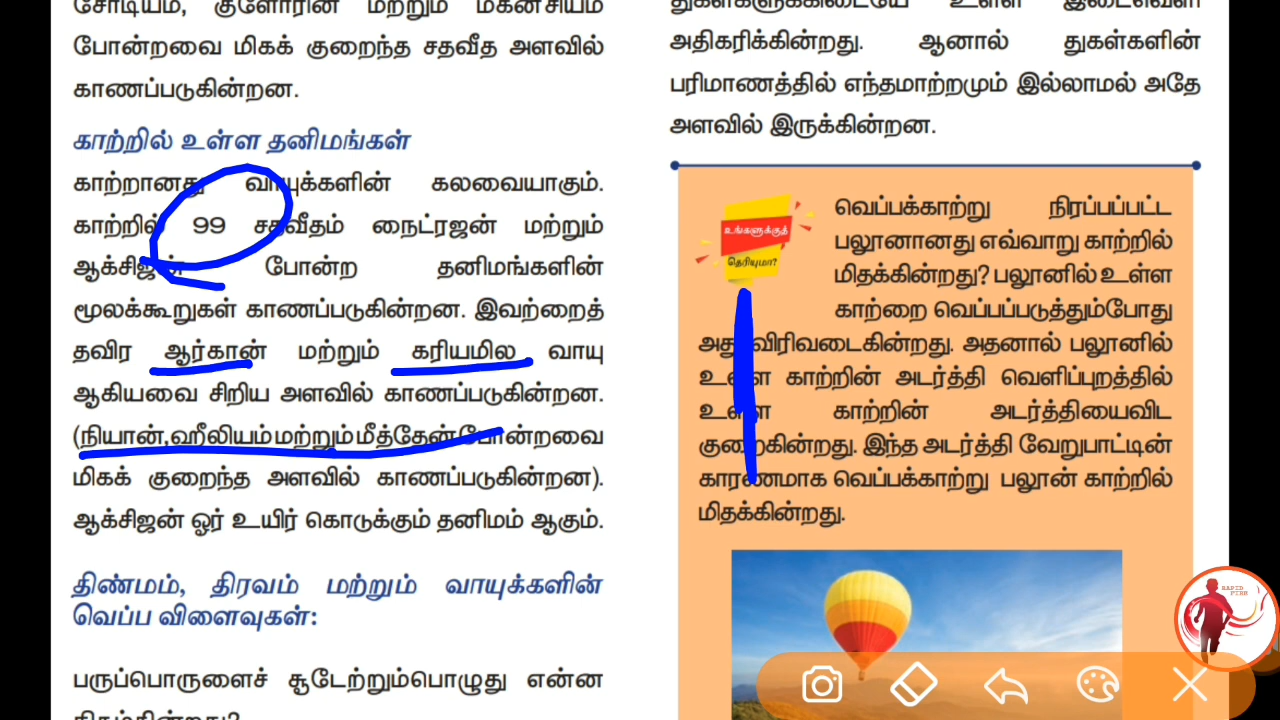 சோடியம், குளோரின் மற்றும் மக்னீசியம்
போன்றவை மிகக் குறைந்த சதவீத அளவில்
காணப்படுகின்றன.
காற்றில் உள்ள தனிமங்கள்
காற்றானது வாயுக்களின் கலவையாகும்.
காற்றில் 99 சதவீதம் நைட்ரஜன் மற்றும்
ஆக்சிஜன் போன்ற தனிமங்களின்
மூலக்கூறுகள் காணப்படுகின்றன. இவற்றைத்
தவிர ஆர்கான் மற்றும் கரியமில வாயு
ஆகியவை சிறிய அளவில் காணப்படுகின்றன.
(நியான்,ஹீலியம் மற்றும் மீத்தேன் போன்றவை
மிகக் குறைந்த அளவில் காணப்படுகின்றன).
ஆக்சிஜன் ஓர் உயிர் கொடுக்கும் தனிமம் ஆகும்.
திண்மம், திரவம் மற்றும் வாயுக்களின்
வெப்ப விளைவுகள்:
பருப்பொருளைச் சூடேற்றும்பொழுது என்ன
நிகழ்கின்றது?
துகள்களுக்கிடையே உள்ள இடைவெளி
அதிகரிக்கின்றது. ஆனால் துகள்களின்
பரிமாணத்தில் எந்தமாற்றமும் இல்லாமல் அதே
அளவில் இருக்கின்றன.
உங்களுக்குத்
தெரியுமா?
வெப்பக்காற்று நிரப்பப்பட்ட
பலூனானது எவ்வாறு காற்றில்
மிதக்கின்றது? பலூனில் உள்ள
காற்றை வெப்பப்படுத்தும்போது
அது விரிவடைகின்றது. அதனால் பலூனில்
உள்ள காற்றின் அடர்த்தி வெளிப்புறத்தில்
உள்ள காற்றின் அடர்த்தியைவிட
குறைகின்றது. இந்த அடர்த்தி வேறுபாட்டின்
காரணமாக வெப்பக்காற்று பலூன் காற்றில்
மிதக்கின்றது.
RAPID
FIRE